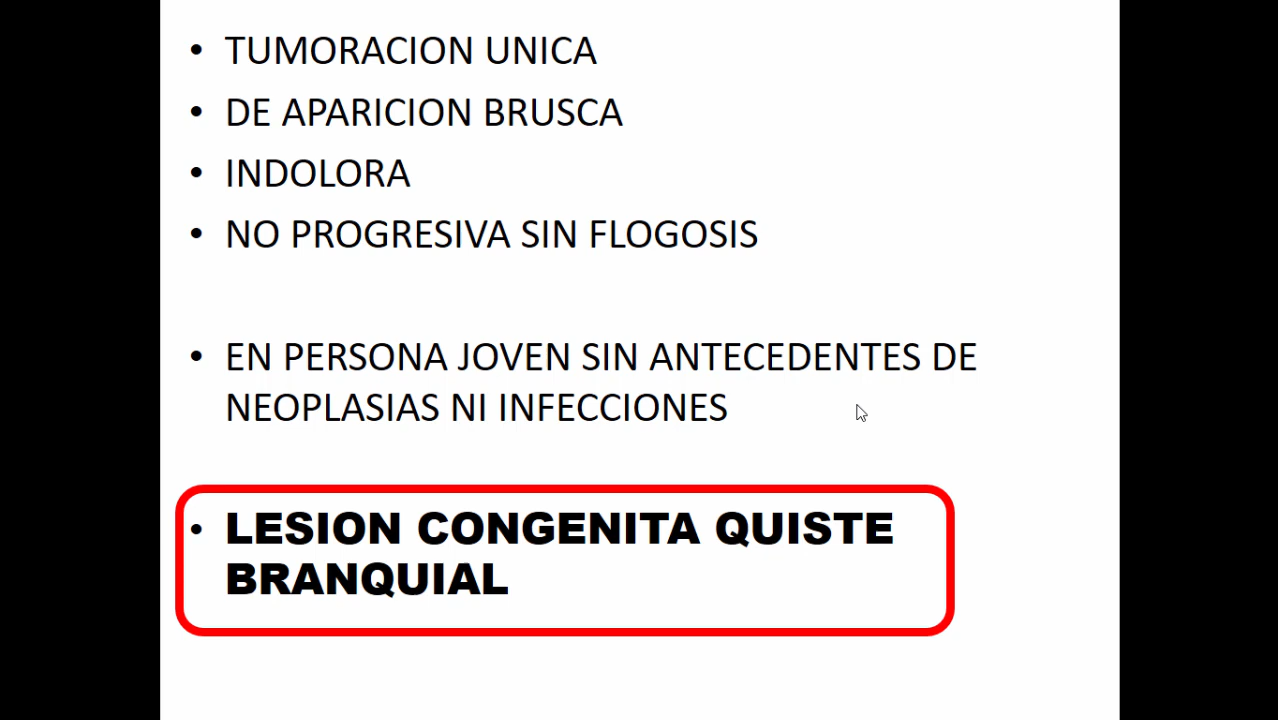 • TUMORACION UNICA
• DE APARICION BRUSCA
• INDOLORA
• NO PROGRESIVA SIN FLOGOSIS
• EN PERSONA JOVEN SIN ANTECEDENTES DE
NEOPLASIAS NI INFECCIONES
• LESION CONGENITA QUISTE
BRANQUIAL